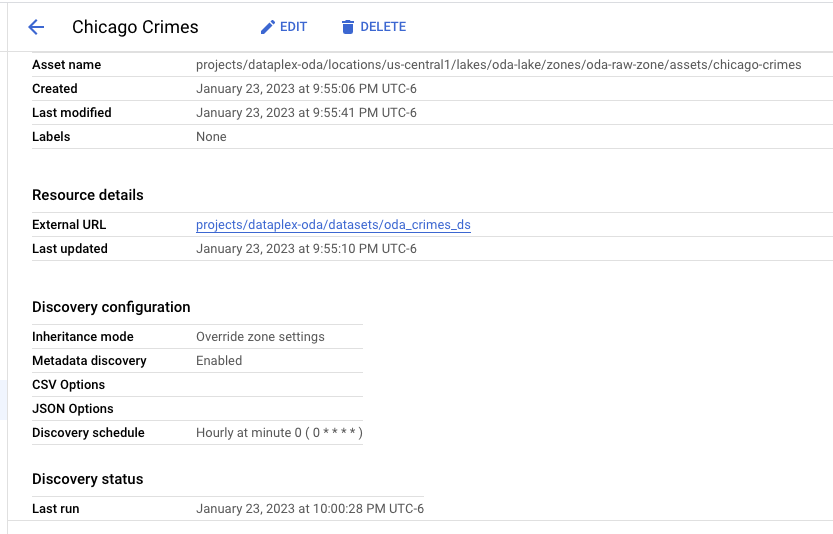 Chicago Crimes EDIT DELETE
Asset name projects/dataplex-oda/locations/us-central1/lakes/oda-lake/zones/oda-raw-zone/assets/chicago-crimes
Created January 23, 2023 at 9:55:06 PM UTC-6
Last modified January 23, 2023 at 9:55:41 PM UTC-6
Labels None
Resource details
External URL projects/dataplex-oda/datasets/oda_crimes_ds
Last updated January 23, 2023 at 9:55:10 PM UTC-6
Discovery configuration
Inheritance mode Override zone settings
Metadata discovery Enabled
CSV Options
JSON Options
Discovery schedule Hourly at minute 0 ( 0 * * * * )
Discovery status
Last run January 23, 2023 at 10:00:28 PM UTC-6